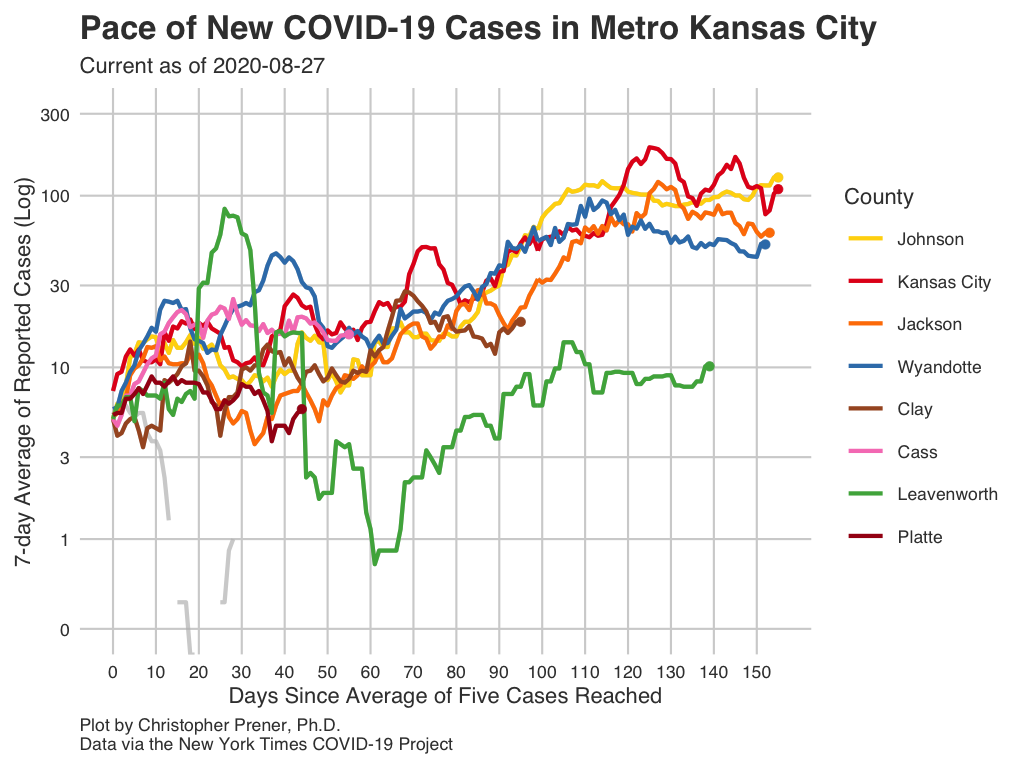 Pace of New COVID-19 Cases in Metro Kansas City
Current as of 2020-08-27
7-day Average of Reported Cases (Log)
300
100
30
10
3
1
0
0 10 20 30 40 50 60 70 80 90 100 110 120 130 140 150
Days Since Average of Five Cases Reached
County
Johnson
Kansas City
Jackson
Wyandotte
Clay
Cass
Leavenworth
Platte
Plot by Christopher Prener, Ph.D.
Data via the New York Times COVID-19 Project